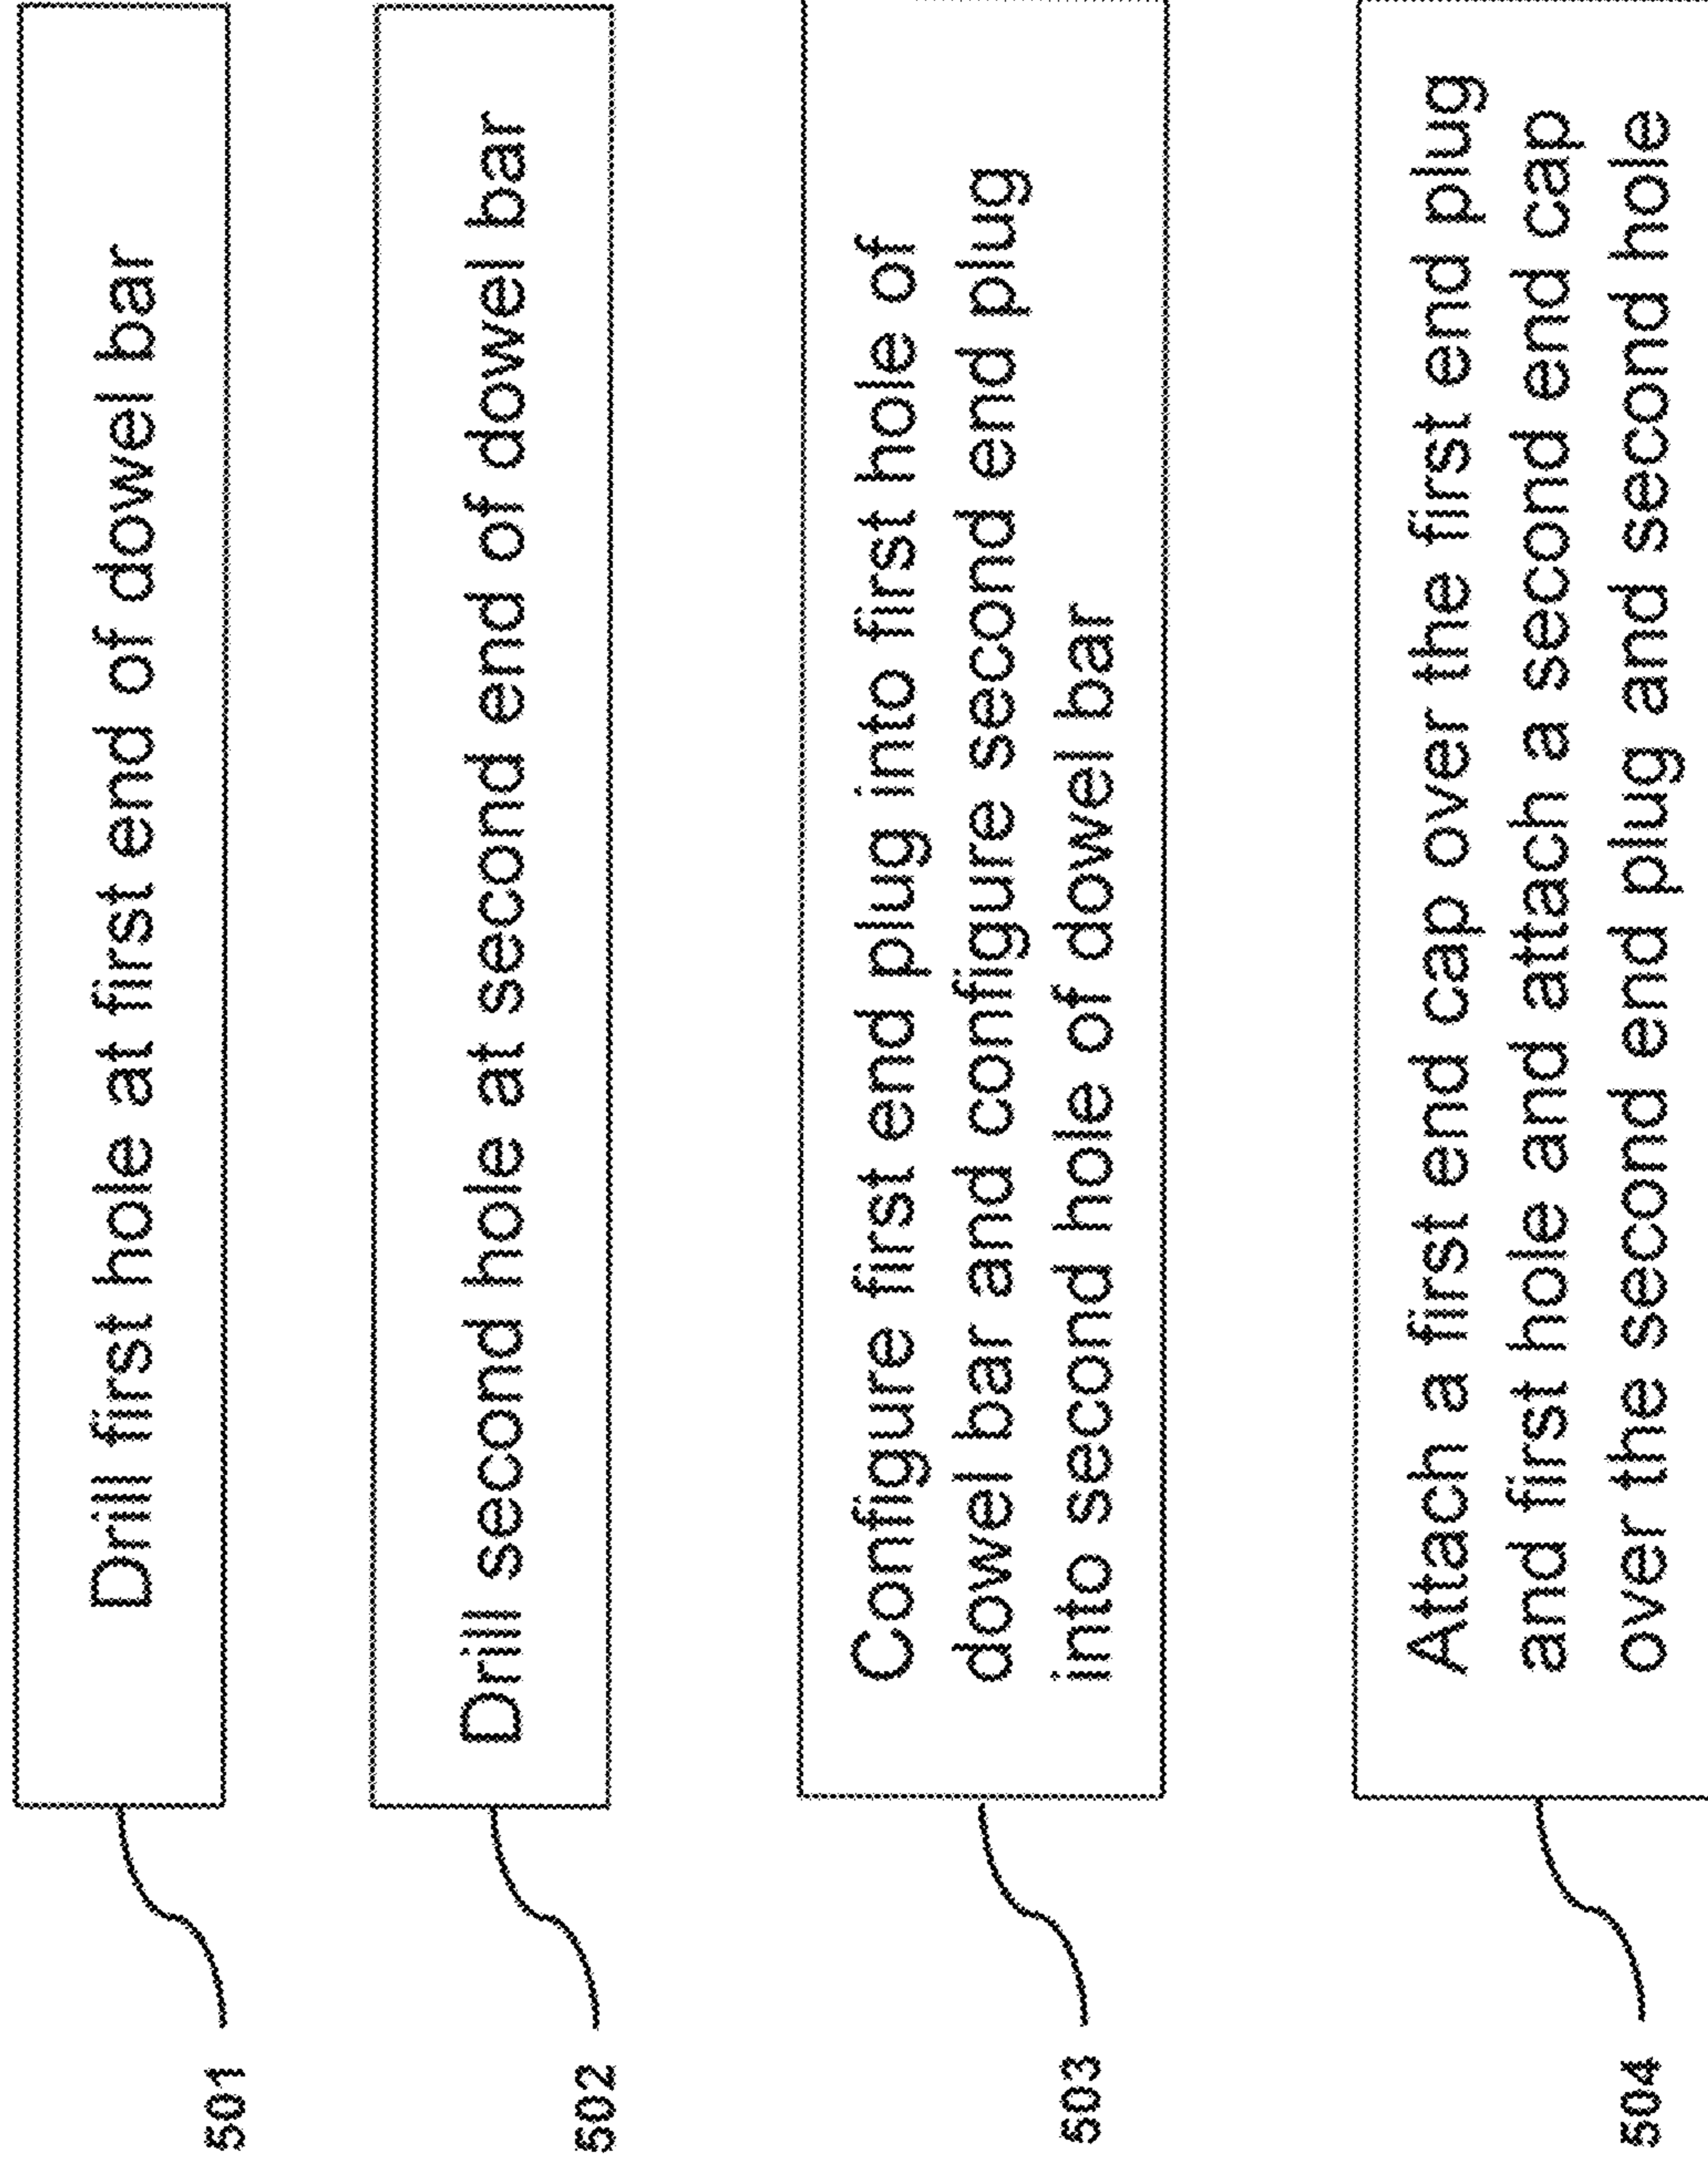 501
Drill first hole at first end of dowel bar
502
Drill second hole at second end of dowel bar
503
Configure first end plug into first hole of
dowel bar and configure second end plug
into second hole of dowel bar
504
Attach a first end cap over the first end plug
and first hole and attach a second end cap
over the second end plug and second hole